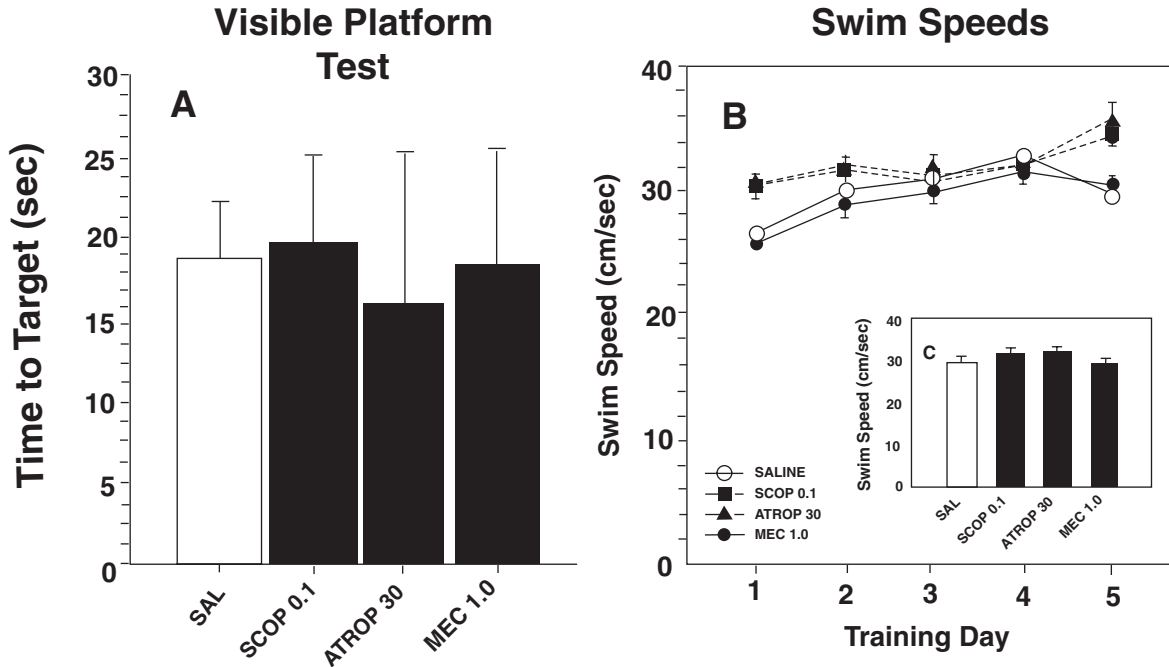 Visible Platform
Test
A
Time to Target (sec)
30
25
20
15
10
5
0
SAL
SCOP 0.1
ATROP 30
MEC 1.0
Swim Speeds
B
Swim Speed (cm/sec)
40
30
20
10
0
SALINE
SCOP 0.1
ATROP 30
MEC 1.0
1 2 3 4 5
Training Day
C
Swim Speed (cm/sec)
40
30
20
10
0
SAL
SCOP 0.1
ATROP 30
MEC 1.0